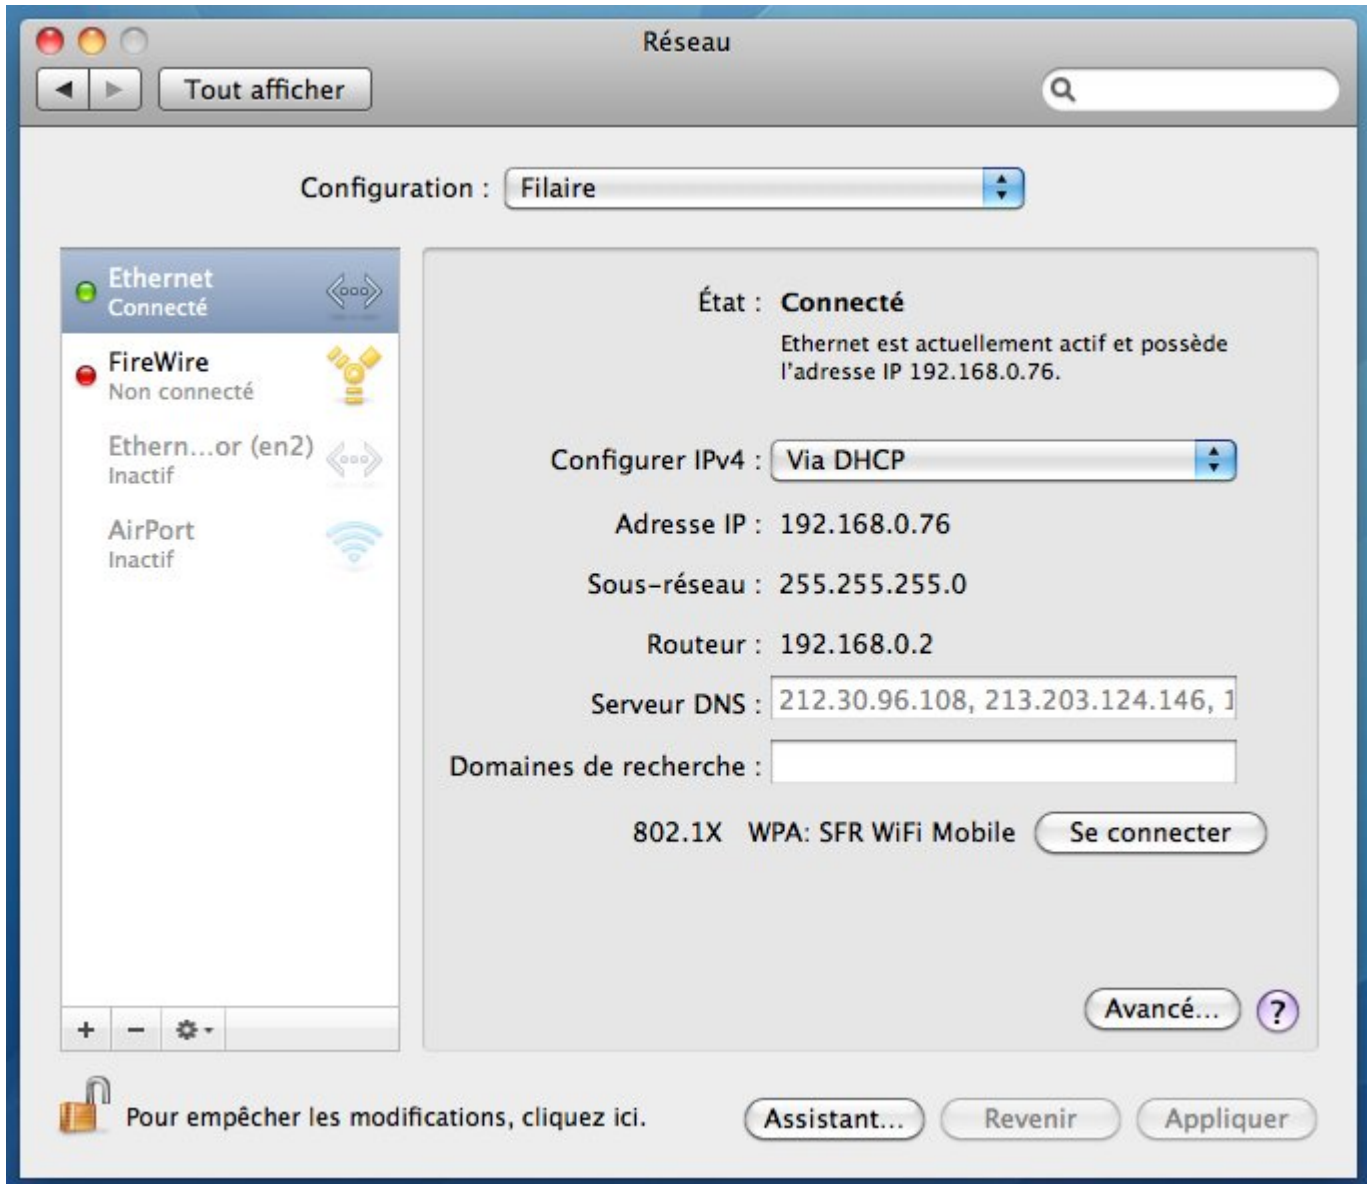 Réseau
Tout afficher
Configuration : Filaire
Ethernet
Connecté
FireWire
Non connecté
Ethern...or (en2)
Inactif
AirPort
Inactif
État : Connecté
Ethernet est actuellement actif et possède
l'adresse IP 192.168.0.76.
Configurer IPv4 : Via DHCP
Adresse IP : 192.168.0.76
Sous-réseau : 255.255.255.0
Routeur : 192.168.0.2
Serveur DNS : 212.30.96.108, 213.203.124.146, 1
Domaines de recherche :
802.1X WPA: SFR WiFi Mobile Se connecter
Avancé... ?
Pour empêcher les modifications, cliquez ici.
Assistant... Revenir Appliquer